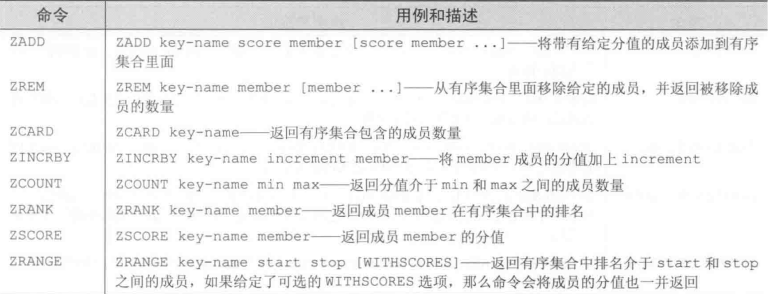 命令 用例和描述
ZADD ZADD key-name score member [score member ...]——将带有给定分值的成员添加到有序
集合里面
ZREM ZREM key-name member [member ...]——从有序集合里面移除给定的成员，并返回被移除成
员的数量
ZCARD ZCARD key-name——返回有序集合包含的成员数量
ZINCRBY ZINCRBY key-name increment member——将 member 成员的分值加上 increment
ZCOUNT ZCOUNT key-name min max——返回分值介于 min 和 max 之间的成员数量
ZRANK ZRANK key-name member——返回成员 member 在有序集合中的排名
ZSCORE ZSCORE key-name member——返回成员 member 的分值
ZRANGE ZRANGE key-name start stop [WITHSCORES]——返回有序集合中排名介于 start 和 stop
之间的成员，如果给定了可选的 WITHSCORES 选项，那么命令会将成员的分值也一并返回